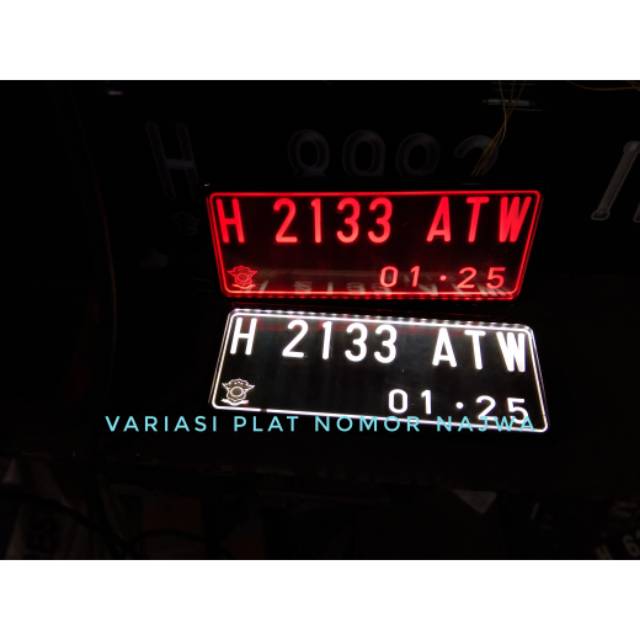 H 2133 ATW
01·25
H 2133 ATW
01·25
VARIASI PLAT NOMOR NAJWA